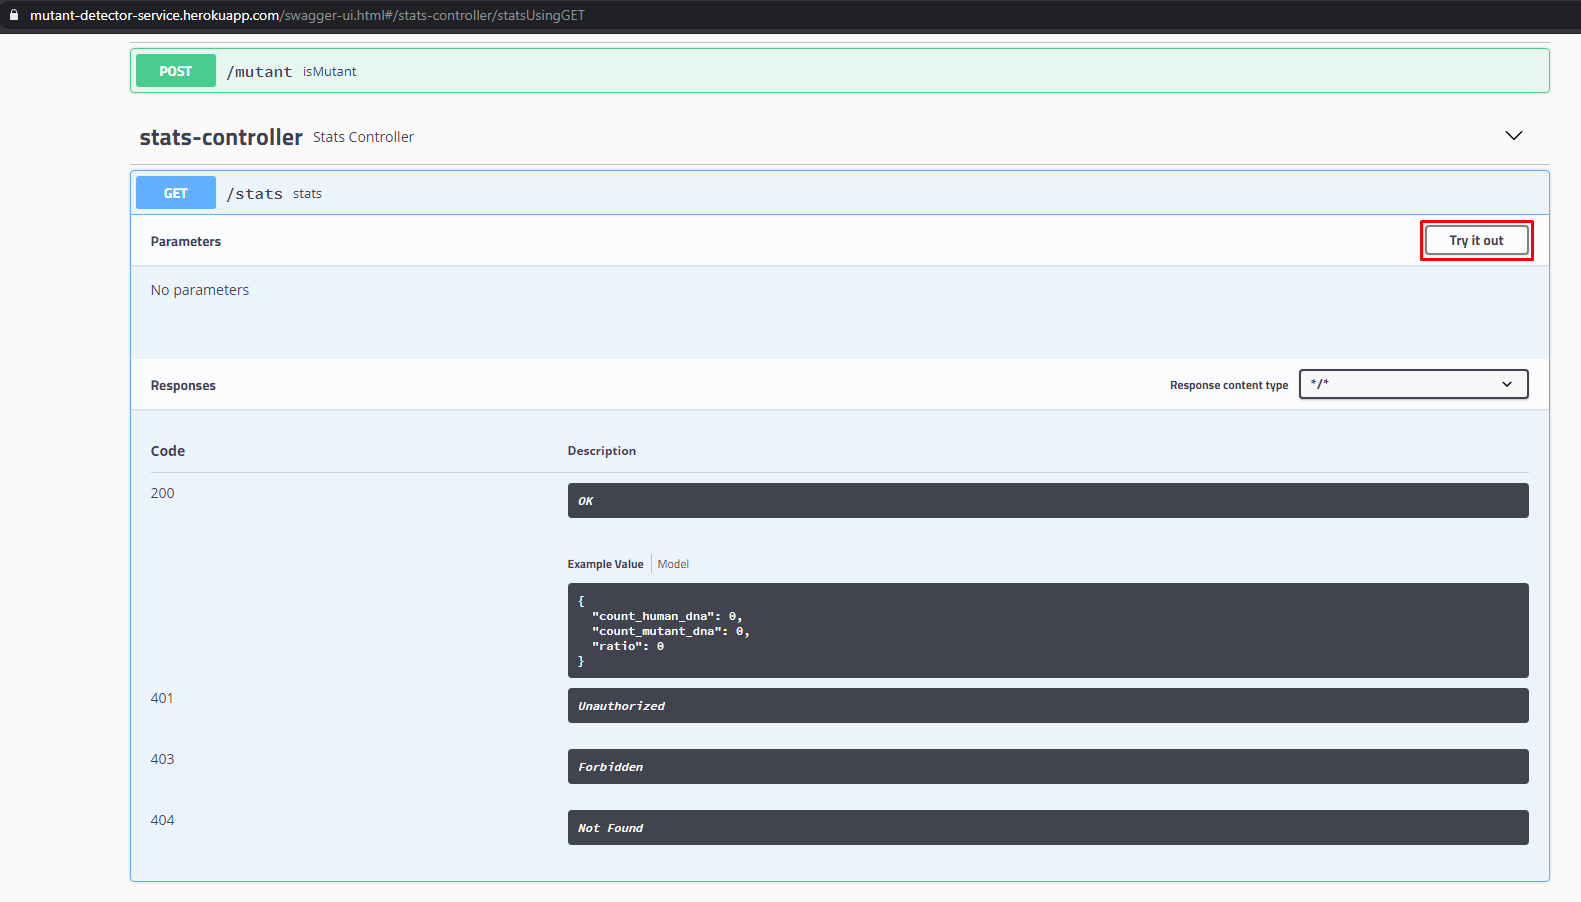 mutant-detector-service.herokuapp.com/swagger-ui.html#/stats-controller/statsUsingGET
POST /mutant isMutant
stats-controller Stats Controller
GET /stats stats
Parameters Try it out
No parameters
Responses Response content type */*
Code Description
200 OK
Example Value Model
{
"count_human_dna": 0,
"count_mutant_dna": 0,
"ratio": 0
}
401 Unauthorized
403 Forbidden
404 Not Found